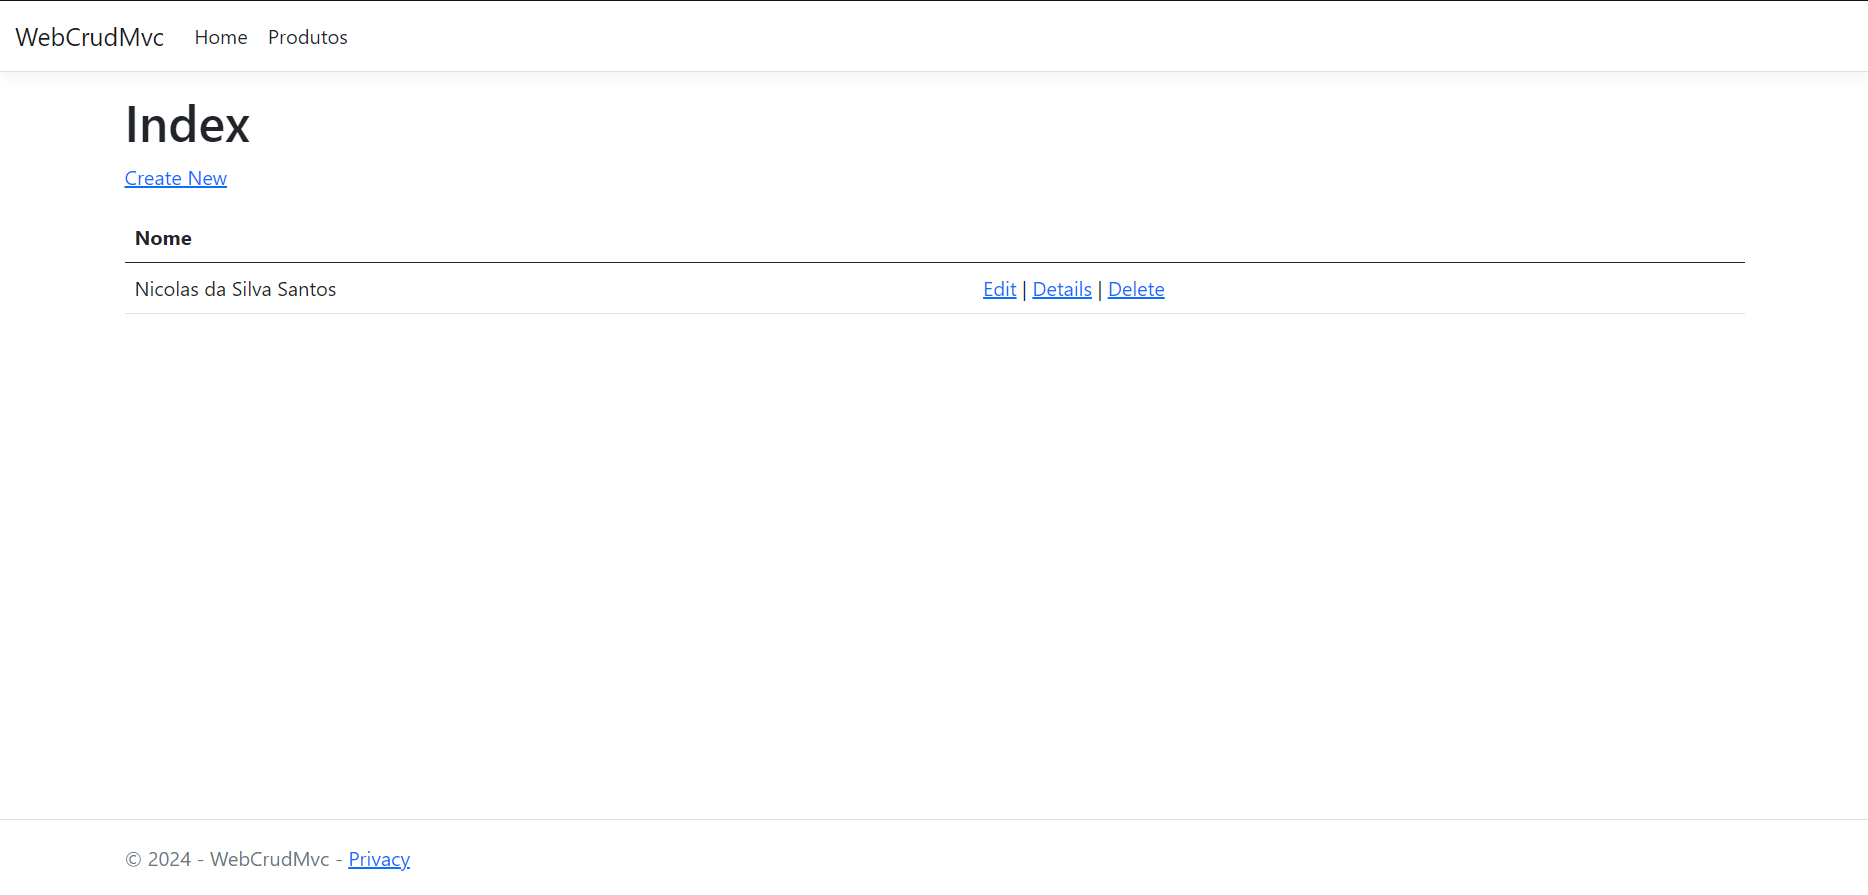 WebCrudMvc Home Produtos
Index
Create New
Nome
Nicolas da Silva Santos Edit | Details | Delete
© 2024 - WebCrudMvc - Privacy